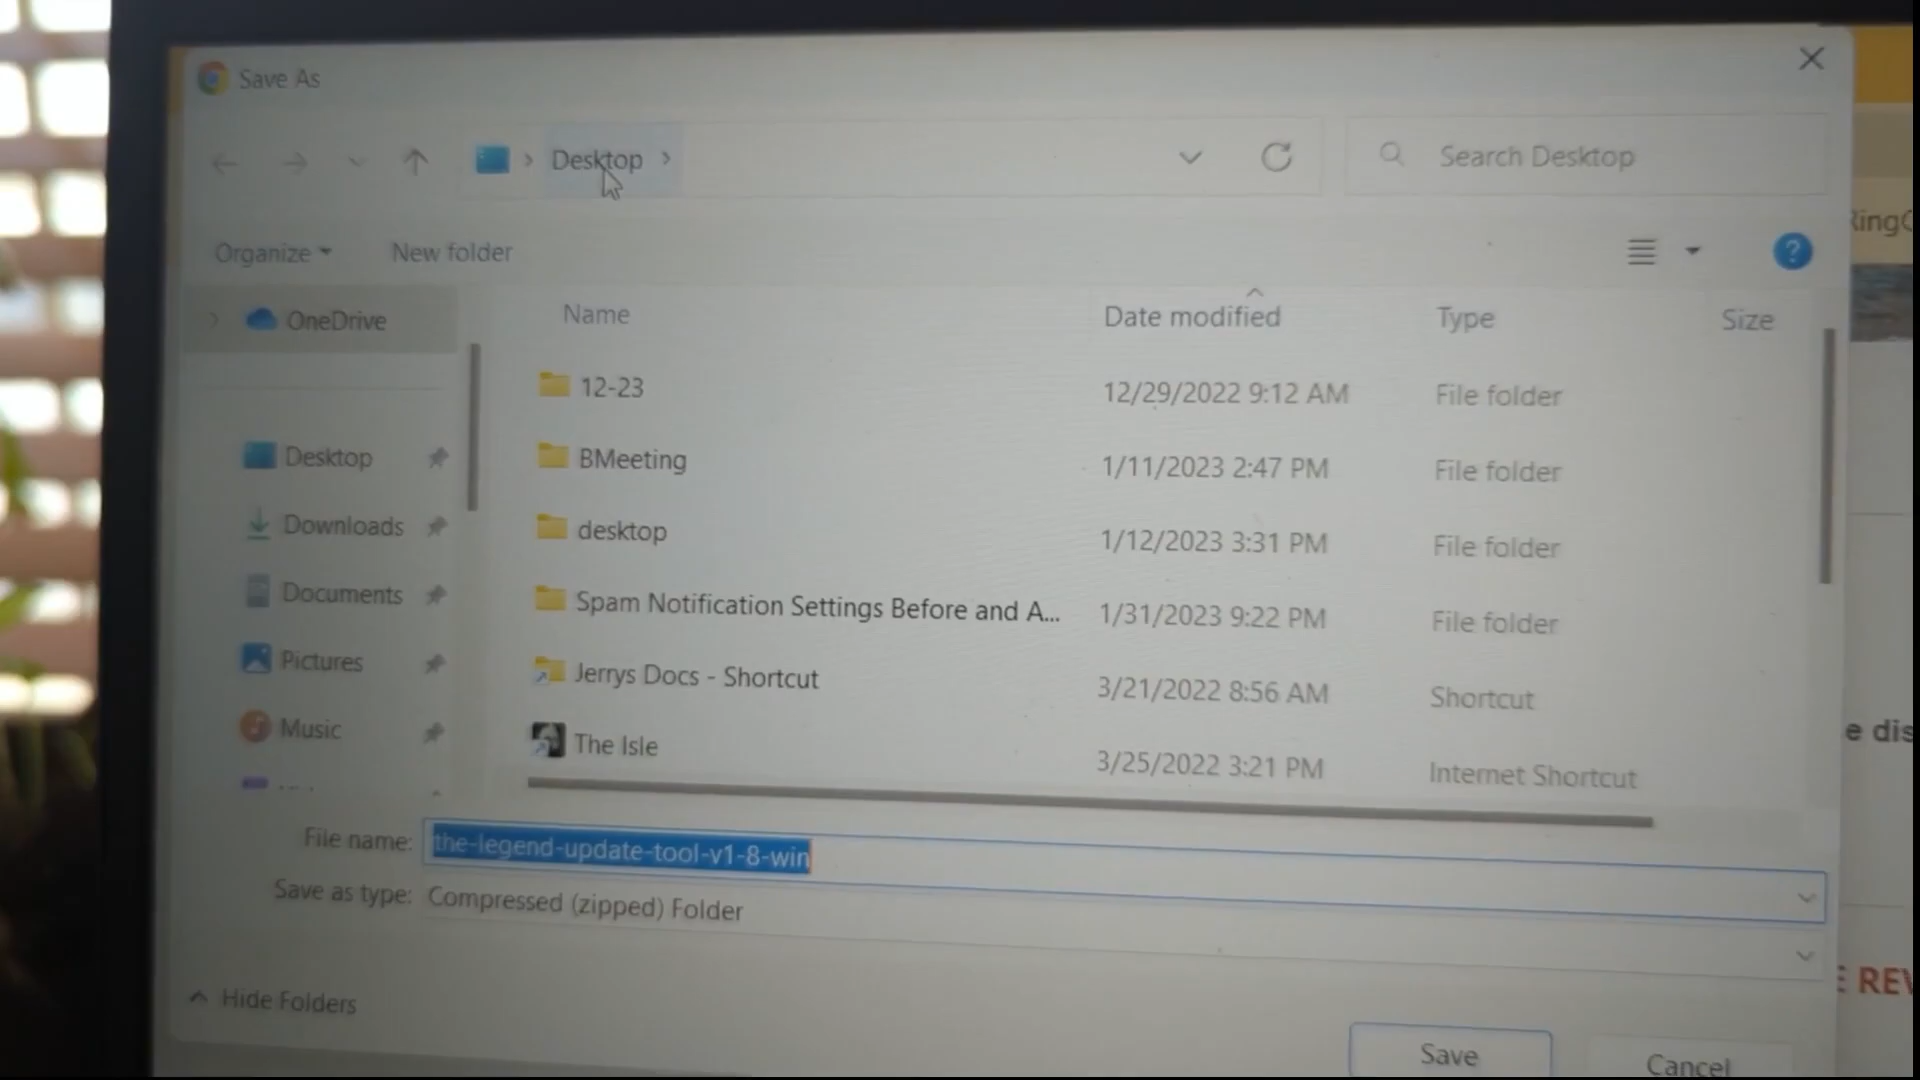 Save As
Desktop
Search Desktop
Organize
New folder
Name
Date modified
Type
Size
OneDrive
12-23
12/29/2022 9:12 AM
File folder
Desktop
BMeeting
1/11/2023 2:47 PM
File folder
Downloads
desktop
1/12/2023 3:31 PM
File folder
Documents
Spam Notification Settings Before and A...
1/31/2023 9:22 PM
File folder
Pictures
Jerrys Docs - Shortcut
3/21/2022 8:56 AM
Shortcut
Music
The Isle
3/25/2022 3:21 PM
Internet Shortcut
File name:
the-legend-update-tool-v1-8-win
Save as type:
Compressed (zipped) Folder
Hide Folders
Save
Cancel